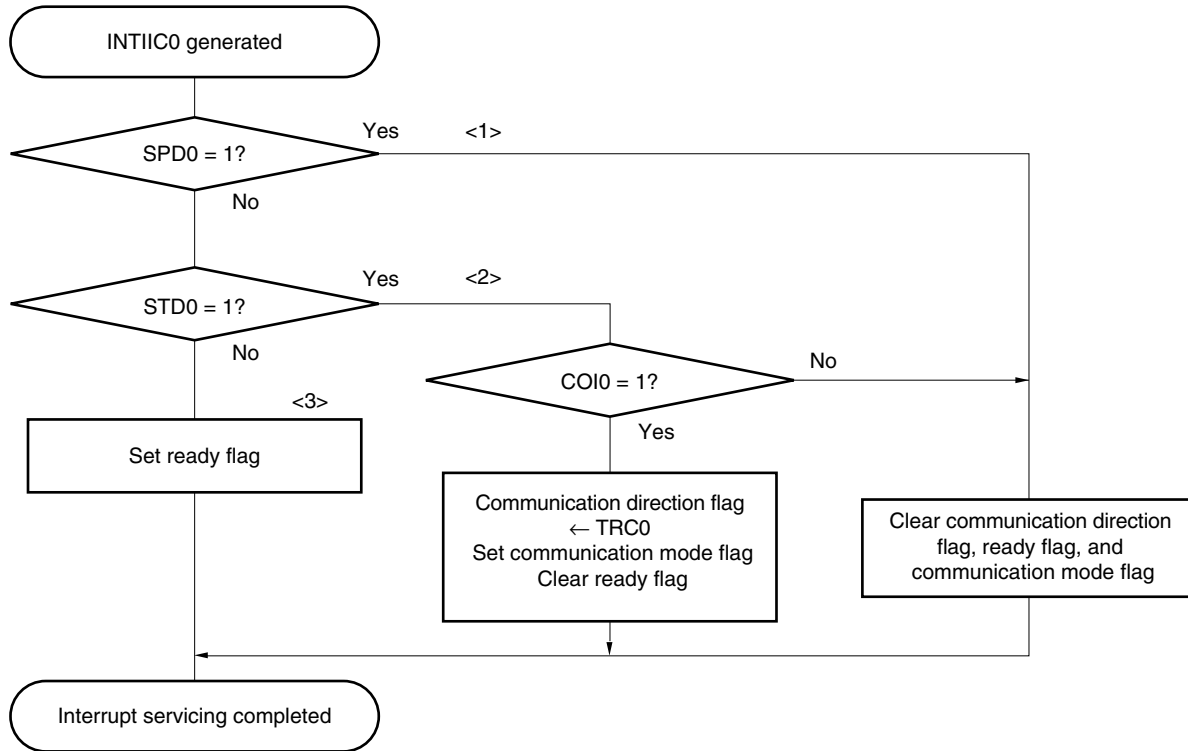 INTIIC0 generated
Yes <1>
SPD0 = 1?
No
Yes <2>
STD0 = 1?
No
No
COI0 = 1?
<3>
Yes
Set ready flag
Communication direction flag
← TRC0
Set communication mode flag
Clear ready flag
Clear communication direction
flag, ready flag, and
communication mode flag
Interrupt servicing completed